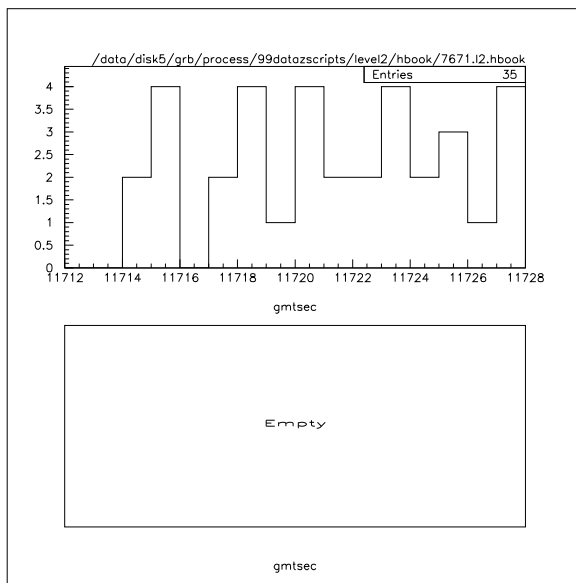 /data/disk5/grb/process/99datazscripts/level2/hbook/7671.l2.hbook
Entries 35
4
3.5
3
2.5
2
1.5
1
0.5
0
11712 11714 11716 11718 11720 11722 11724 11726 11728
gmtsec
Empty
gmtsec